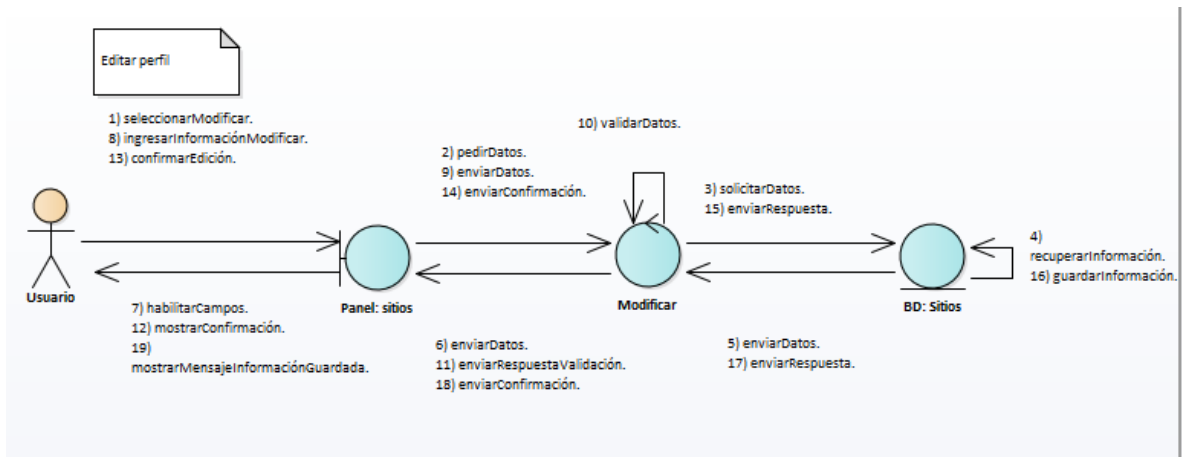 Editar perfil
1) seleccionarModificar.
8) ingresarInformaciónModificar.
13) confirmarEdición.
10) validarDatos.
2) pedirDatos.
9) enviarDatos.
14) enviarConfirmación.
3) solicitarDatos.
15) enviarRespuesta.
4)
recuperarInformación.
16) guardarInformación.
Usuario
Panel: sitios
Modificar
BD: Sitios
7) habilitarCampos.
12) mostrarConfirmación.
19)
mostrarMensajeInformaciónGuardada.
6) enviarDatos.
11) enviarRespuestaValidación.
18) enviarConfirmación.
5) enviarDatos.
17) enviarRespuesta.